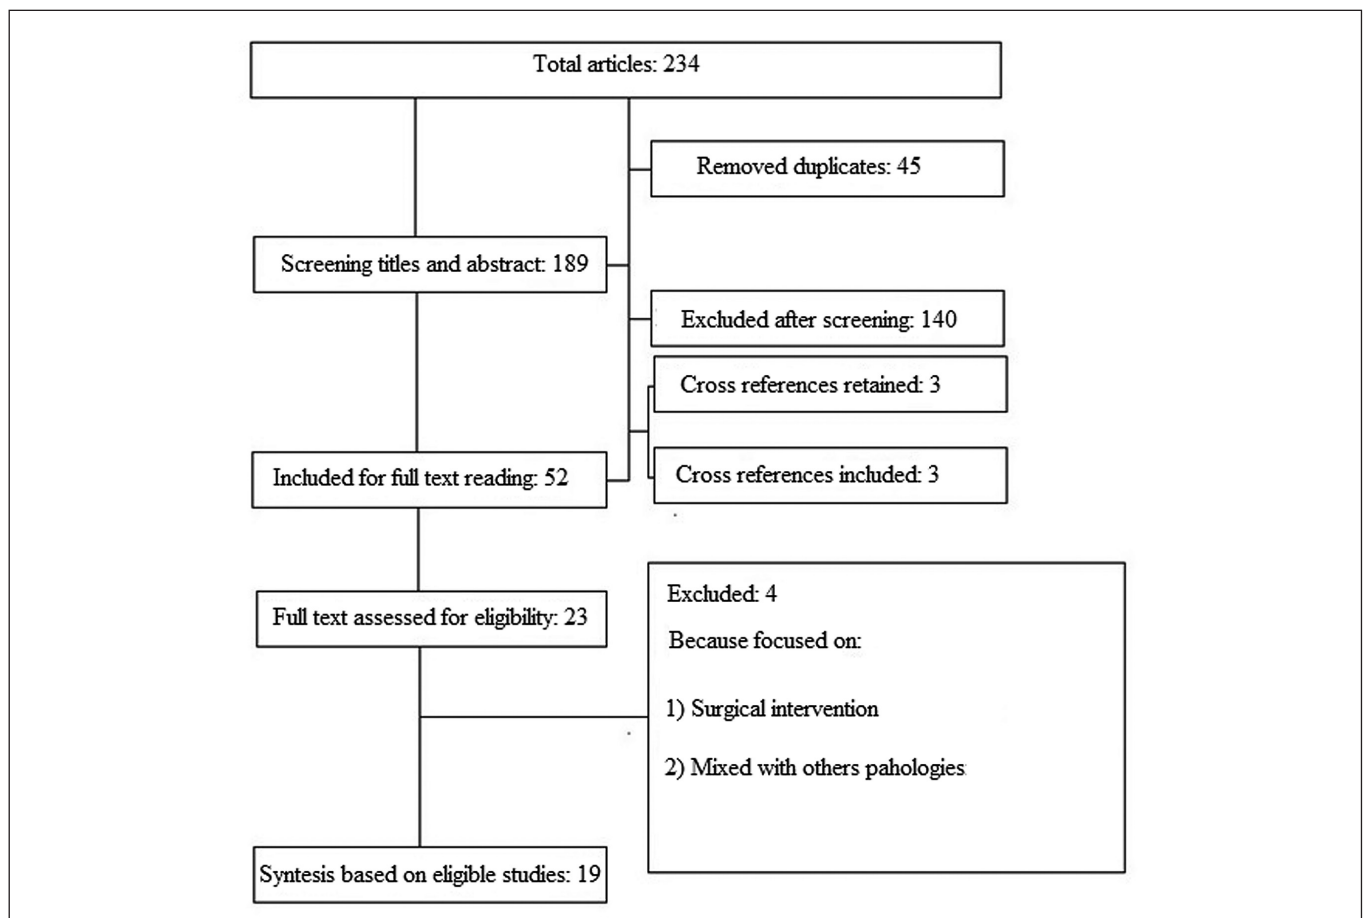 Total articles: 234
Removed duplicates: 45
Screening titles and abstract: 189
Excluded after screening: 140
Cross references retained: 3
Included for full text reading: 52
Cross references included: 3
Full text assessed for eligibility: 23
Excluded: 4
Because focused on:
1) Surgical intervention
2) Mixed with others pahologies
Syntesis based on eligible studies: 19